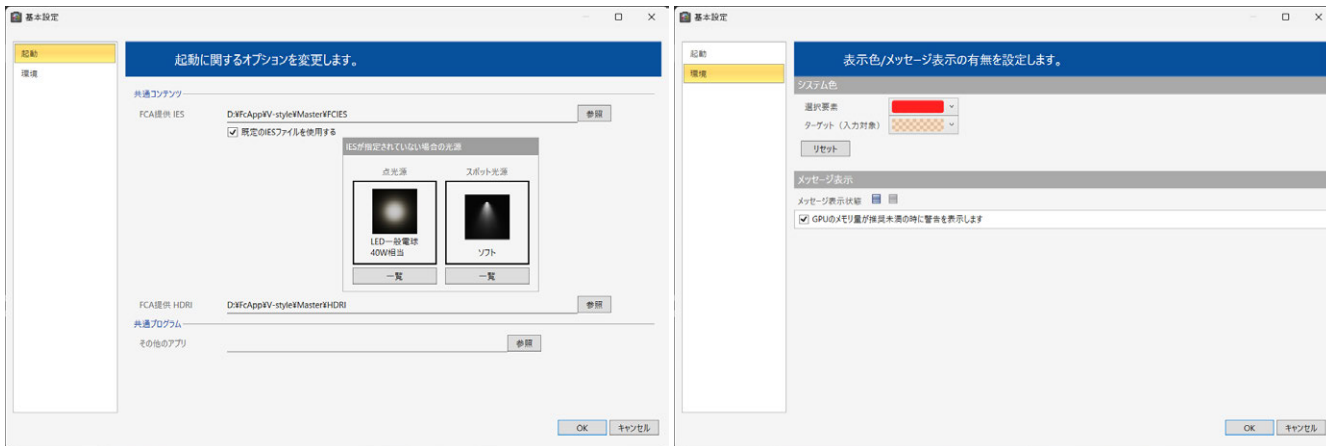 基本設定
起動
環境
起動に関するオプションを変更します。
共通コンテンツ
FCA提供 IES
D:¥FcApp¥V-style¥Master¥FCIES
参照
既定のIESファイルを使用する
IESが指定されていない場合の光源
点光源
スポット光源
LED一般電球
40W相当
ソフト
一覧
一覧
FCA提供 HDRI
D:¥FcApp¥V-style¥Master¥HDRI
参照
共通プログラム
その他のアプリ
参照
OK
キャンセル
基本設定
起動
環境
表示色/メッセージ表示の有無を設定します。
システム色
選択要素
ターゲット（入力対象）
リセット
メッセージ表示
メッセージ表示状態
GPUのメモリ量が推奨未満の時に警告を表示します
OK
キャンセル